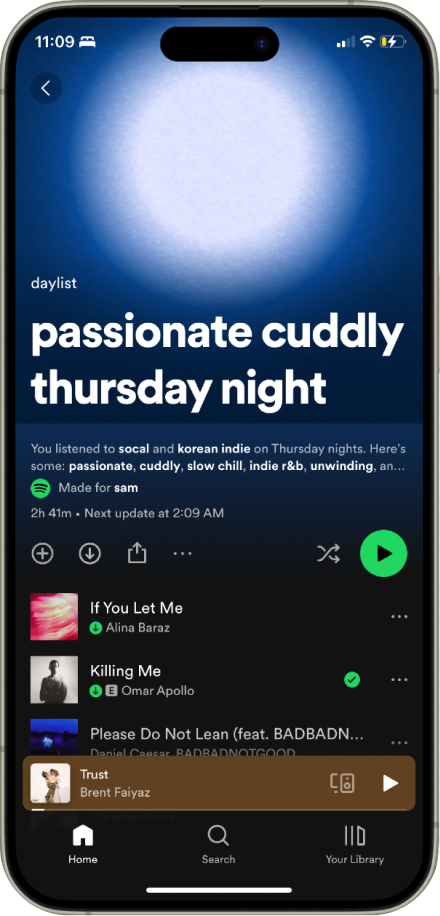 11:09
daylist
passionate cuddly
thursday night
You listened to socal and korean indie on Thursday nights. Here's
some: passionate, cuddly, slow chill, indie r&b, unwinding, an...
Made for sam
2h 41m • Next update at 2:09 AM
If You Let Me
Alina Baraz
Killing Me
E Omar Apollo
Please Do Not Lean (feat. BADBADN...
Daniel Caesar, BADBADNOTGOOD
Trust
Brent Faiyaz
Christian Kuria
Home
Search
Your Library